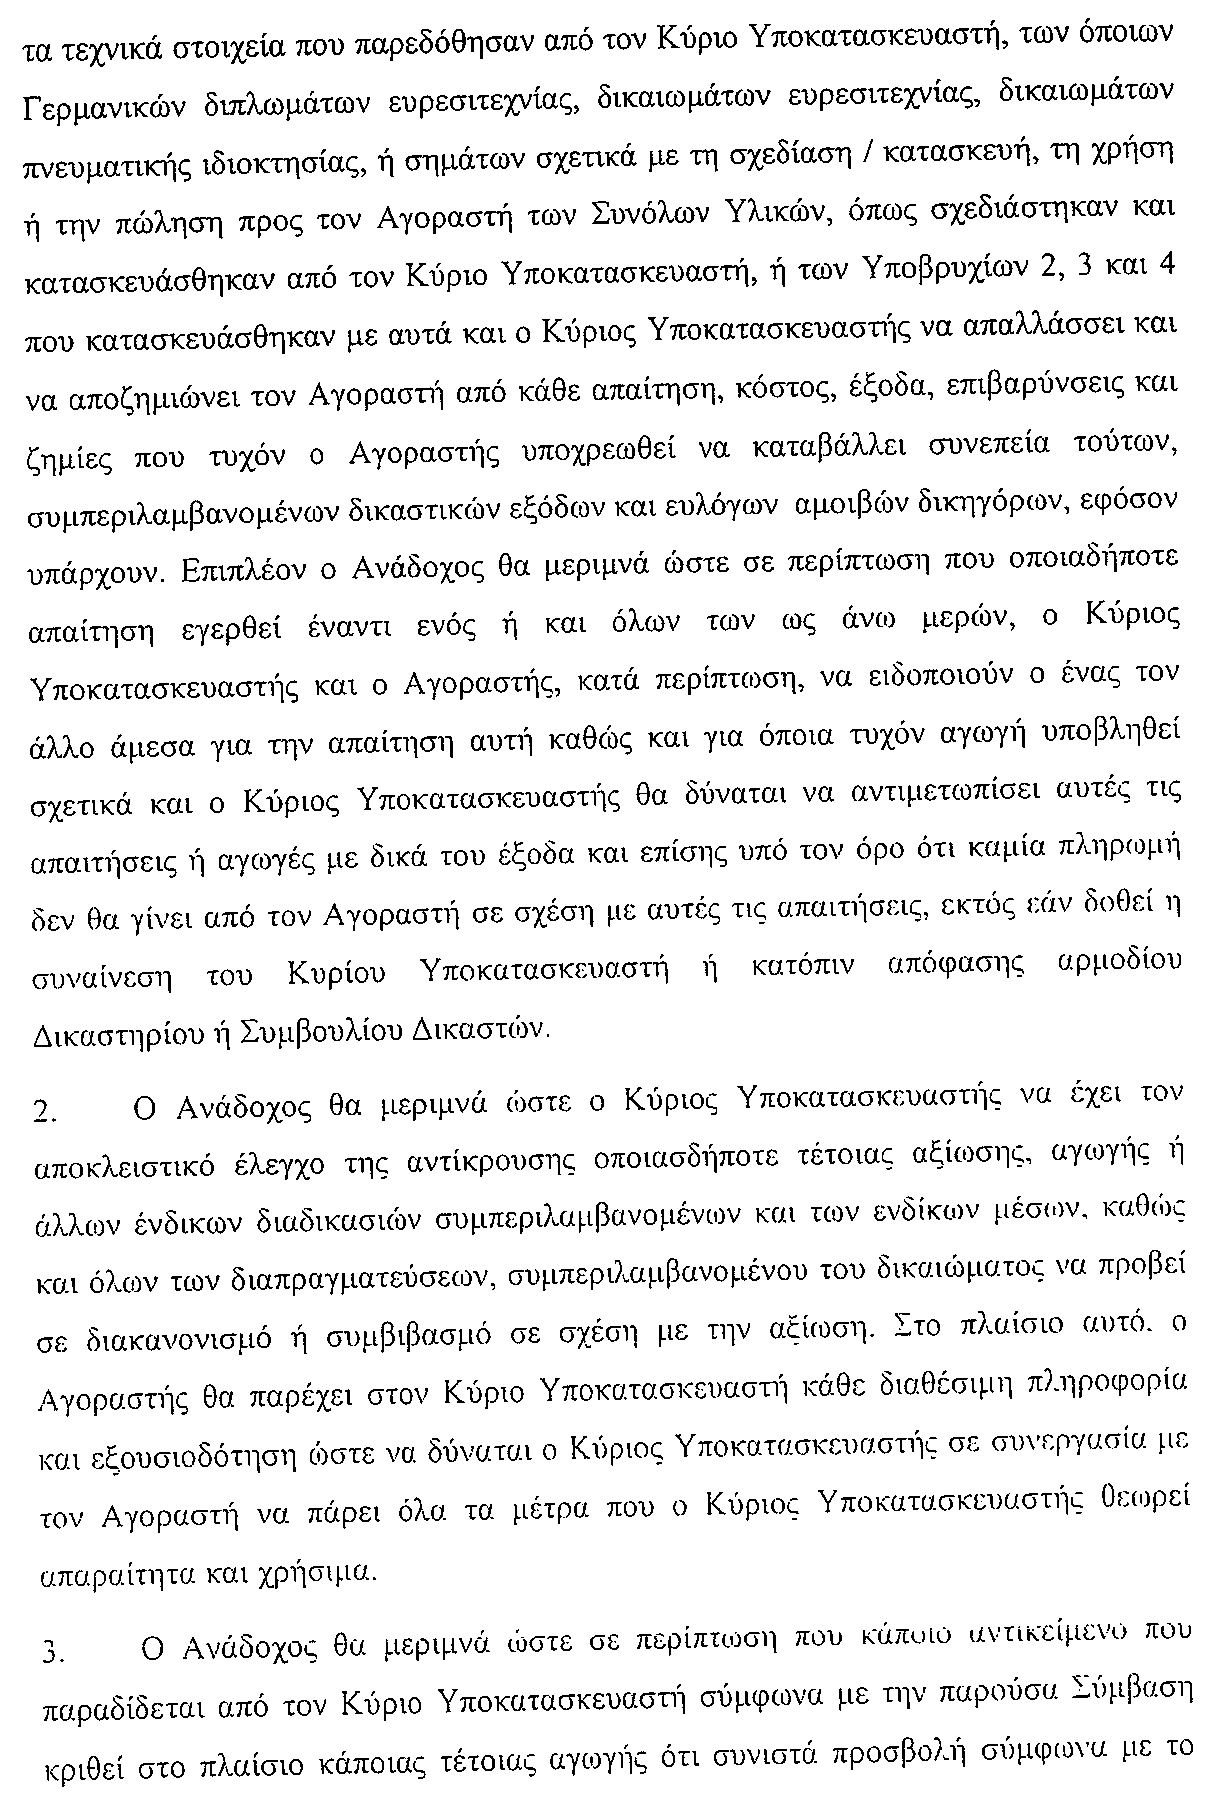 τα τεχνικά στοιχεία που παρεδόθησαν από τον Κύριο Υποκατασκευαστή, των όποιων
Γερμανικών διπλωμάτων ευρεσιτεχνίας, δικαιωμάτων ευρεσιτεχνίας, δικαιωμάτων
πνευματικής ιδιοκτησίας, ή σημάτων σχετικά με τη σχεδίαση / κατασκευή, τη χρήση
ή την πώληση προς τον Αγοραστή των Συνόλων Υλικών, όπως σχεδιάστηκαν και
κατασκευάσθηκαν από τον Κύριο Υποκατασκευαστή, ή των Υποβρυχίων 2, 3 και 4
που κατασκευάσθηκαν με αυτά και ο Κύριος Υποκατασκευαστής να απαλλάσσει και
να αποζημιώνει τον Αγοραστή από κάθε απαίτηση, κόστος, έξοδα, επιβαρύνσεις και
ζημίες που τυχόν ο Αγοραστής υποχρεωθεί να καταβάλλει συνεπεία τούτων,
συμπεριλαμβανομένων δικαστικών εξόδων και ευλόγων αμοιβών δικηγόρων, εφόσον
υπάρχουν. Επιπλέον ο Ανάδοχος θα μεριμνά ώστε σε περίπτωση που οποιαδήποτε
απαίτηση εγερθεί έναντι ενός ή και όλων των ως άνω μερών, ο Κύριος
Υποκατασκευαστής και ο Αγοραστής, κατά περίπτωση, να ειδοποιούν ο ένας τον
άλλο άμεσα για την απαίτηση αυτή καθώς και για όποια τυχόν αγωγή υποβληθεί
σχετικά και ο Κύριος Υποκατασκευαστής θα δύναται να αντιμετωπίσει αυτές τις
απαιτήσεις ή αγωγές με δικά του έξοδα και επίσης υπό τον όρο ότι καμία πληρωμή
δεν θα γίνει από τον Αγοραστή σε σχέση με αυτές τις απαιτήσεις, εκτός εάν δοθεί η
συναίνεση του Κυρίου Υποκατασκευαστή ή κατόπιν απόφασης αρμοδίου
Δικαστηρίου ή Συμβουλίου Δικαστών.
2. Ο Ανάδοχος θα μεριμνά ώστε ο Κύριος Υποκατασκευαστής να έχει τον
αποκλειστικό έλεγχο της αντίκρουσης οποιασδήποτε τέτοιας αξίωσης, αγωγής ή
άλλων ένδικων διαδικασιών συμπεριλαμβανομένων και των ενδίκων μέσων, καθώς
και όλων των διαπραγματεύσεων, συμπεριλαμβανομένου του δικαιώματος να προβεί
σε διακανονισμό ή συμβιβασμό σε σχέση με την αξίωση. Στο πλαίσιο αυτό, ο
Αγοραστής θα παρέχει στον Κύριο Υποκατασκευαστή κάθε διαθέσιμη πληροφορία
και εξουσιοδότηση ώστε να δύναται ο Κύριος Υποκατασκευαστής σε συνεργασία με
τον Αγοραστή να πάρει όλα τα μέτρα που ο Κύριος Υποκατασκευαστής θεωρεί
απαραίτητα και χρήσιμα.
3. Ο Ανάδοχος θα μεριμνά ώστε σε περίπτωση που κάποιο αντικείμενο που
παραδίδεται από τον Κύριο Υποκατασκευαστή σύμφωνα με την παρούσα Σύμβαση
κριθεί στο πλαίσιο κάποιας τέτοιας αγωγής ότι συνιστά προσβολή σύμφωνα με το